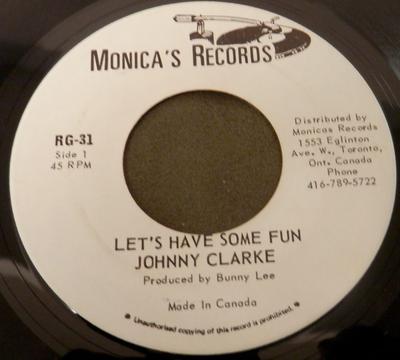 MONICA'S RECORDS
RG-31
Side 1
45 RPM
Distributed by
Monicas Records
1553 Eglinton
Ave. W., Toronto,
Ont. Canada
Phone
416-789-5722
LET'S HAVE SOME FUN
JOHNNY CLARKE
Produced by Bunny Lee
Made In Canada
* Unauthorised copying of this record is prohibited. *